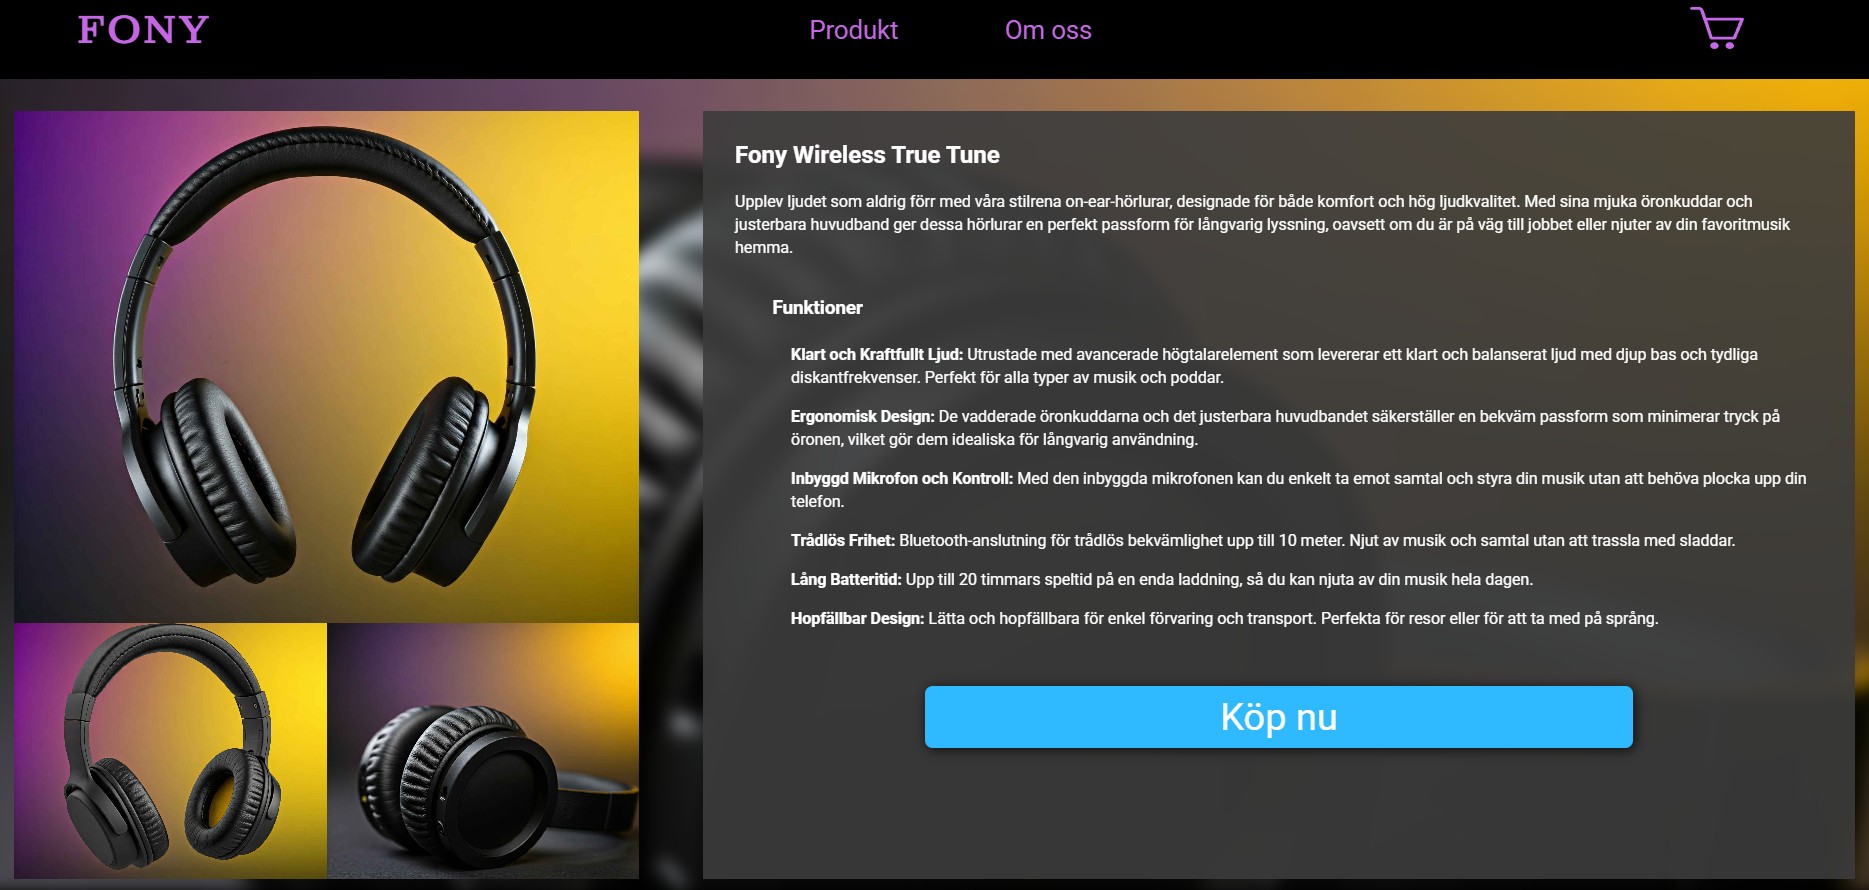 FONY
Produkt
Om oss
Fony Wireless True Tune
Upplev ljudet som aldrig förr med våra stilrena on-ear-hörlurar, designade för både komfort och hög ljudkvalitet. Med sina mjuka öronkuddar och
justerbara huvudband ger dessa hörlurar en perfekt passform för långvarig lyssning, oavsett om du är på väg till jobbet eller njuter av din favoritmusik
hemma.
Funktioner
Klart och Kraftfullt Ljud: Utrustade med avancerade högtalarelement som levererar ett klart och balanserat ljud med djup bas och tydliga
diskantfrekvenser. Perfekt för alla typer av musik och poddar.
Ergonomisk Design: De vadderade öronkuddarna och det justerbara huvudbandet säkerställer en bekväm passform som minimerar tryck på
öronen, vilket gör dem idealiska för långvarig användning.
Inbyggd Mikrofon och Kontroll: Med den inbyggda mikrofonen kan du enkelt ta emot samtal och styra din musik utan att behöva plocka upp din
telefon.
Trådlös Frihet: Bluetooth-anslutning för trådlös bekvämlighet upp till 10 meter. Njut av musik och samtal utan att trassla med sladdar.
Lång Batteritid: Upp till 20 timmars speltid på en enda laddning, så du kan njuta av din musik hela dagen.
Hopfällbar Design: Lätta och hopfällbara för enkel förvaring och transport. Perfekta för resor eller för att ta med på språng.
Köp nu